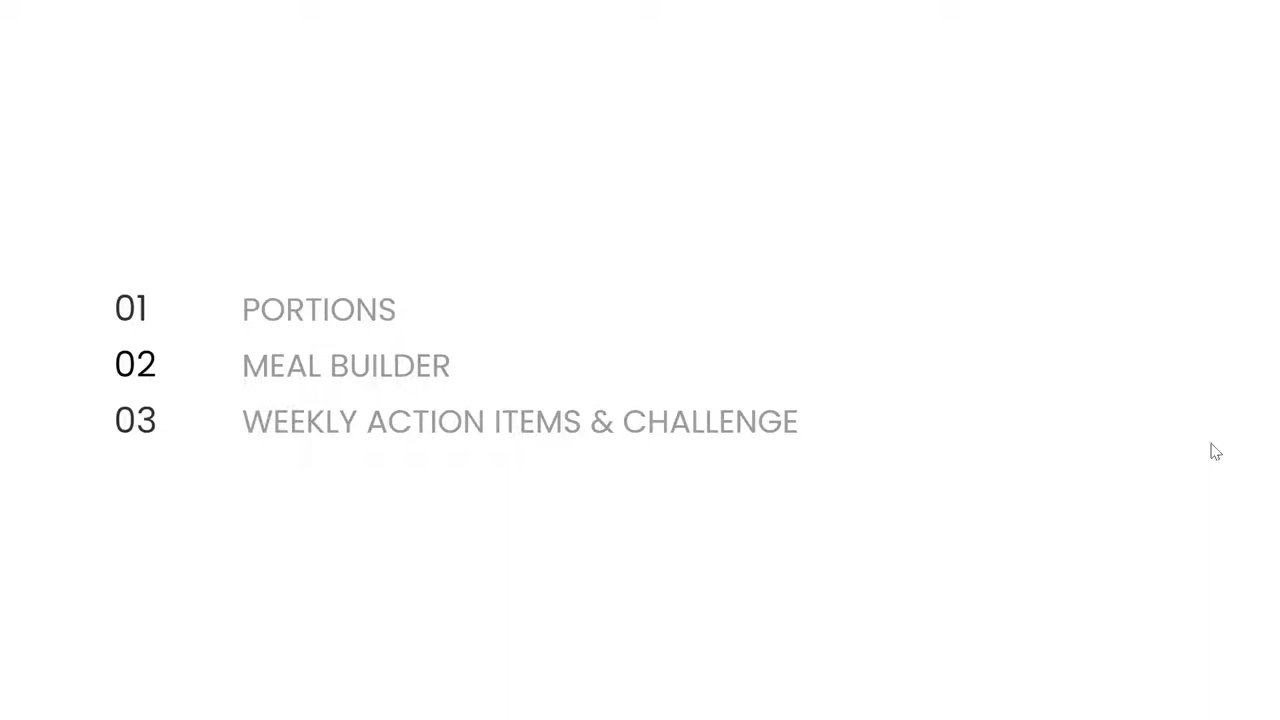 01 PORTIONS
02 MEAL BUILDER
03 WEEKLY ACTION ITEMS & CHALLENGE